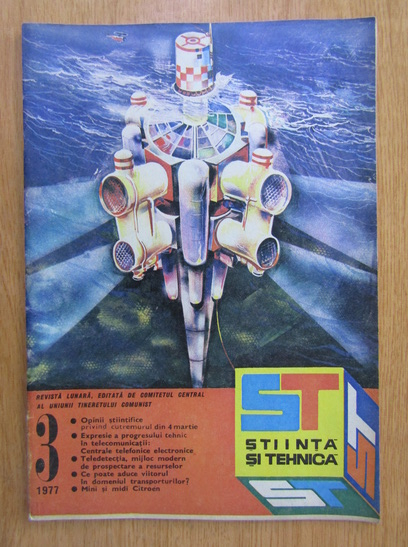 REVISTĂ LUNARĂ, EDITATĂ DE COMITETUL CENTRAL
AL UNIUNII TINERETULUI COMUNIST
3
1977
• Opinii științifice
privind cutremurul din 4 martie
• Expresie a progresului tehnic
în telecomunicații:
Centrale telefonice electronice
• Teledetecția, mijloc modern
de prospectare a resurselor
• Ce poate aduce viitorul
în domeniul transporturilor?
• Mini și midi Citroen
ST
ȘTIINȚĂ
ȘI TEHNICĂ
ST
ST